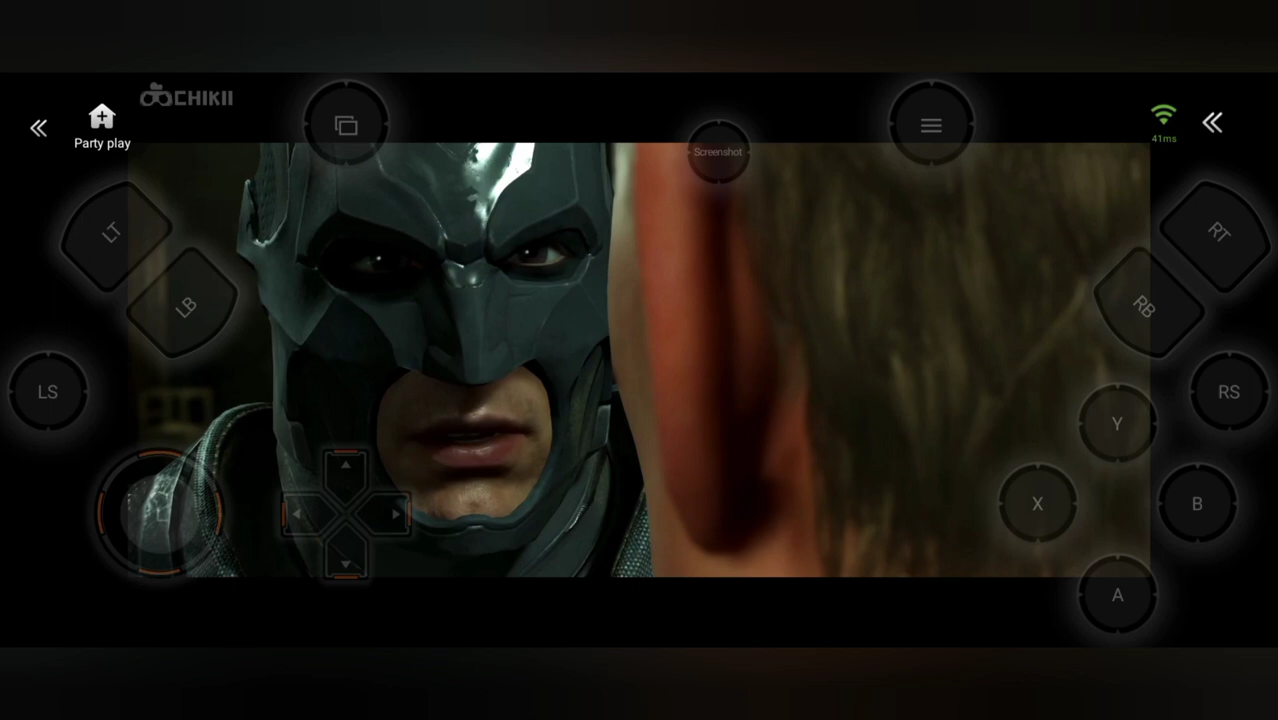 CHIKII
Party play
Screenshot
41ms
LT
RT
LB
RB
LS
RS
Y
X
B
A